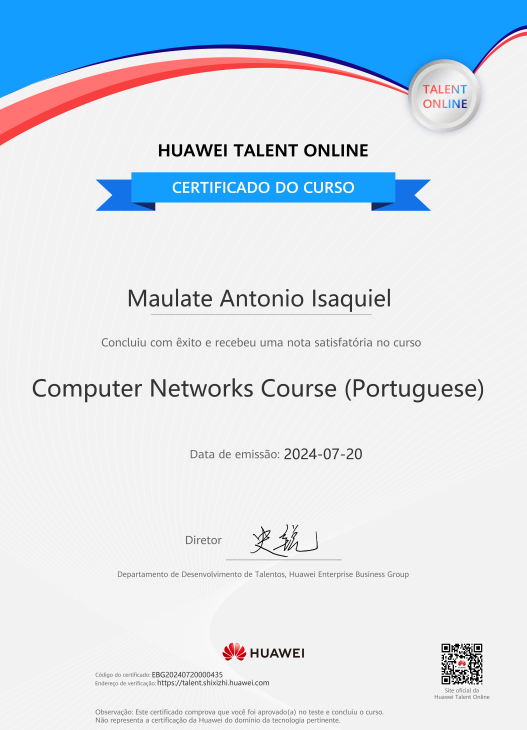 TALENT
ONLINE
HUAWEI TALENT ONLINE
CERTIFICADO DO CURSO
Maulate Antonio Isaquiel
Concluiu com êxito e recebeu uma nota satisfatória no curso
Computer Networks Course (Portuguese)
Data de emissão: 2024-07-20
Diretor
Departamento de Desenvolvimento de Talentos, Huawei Enterprise Business Group
HUAWEI
Código do certificado: EBG20240720000435
Endereço de verificação: https://talent.shixizhi.huawei.com
Site oficial da
Huawei Talent Online
Observação: Este certificado comprova que você foi aprovado(a) no teste e concluiu o curso.
Não representa a certificação da Huawei do domínio da tecnologia pertinente.